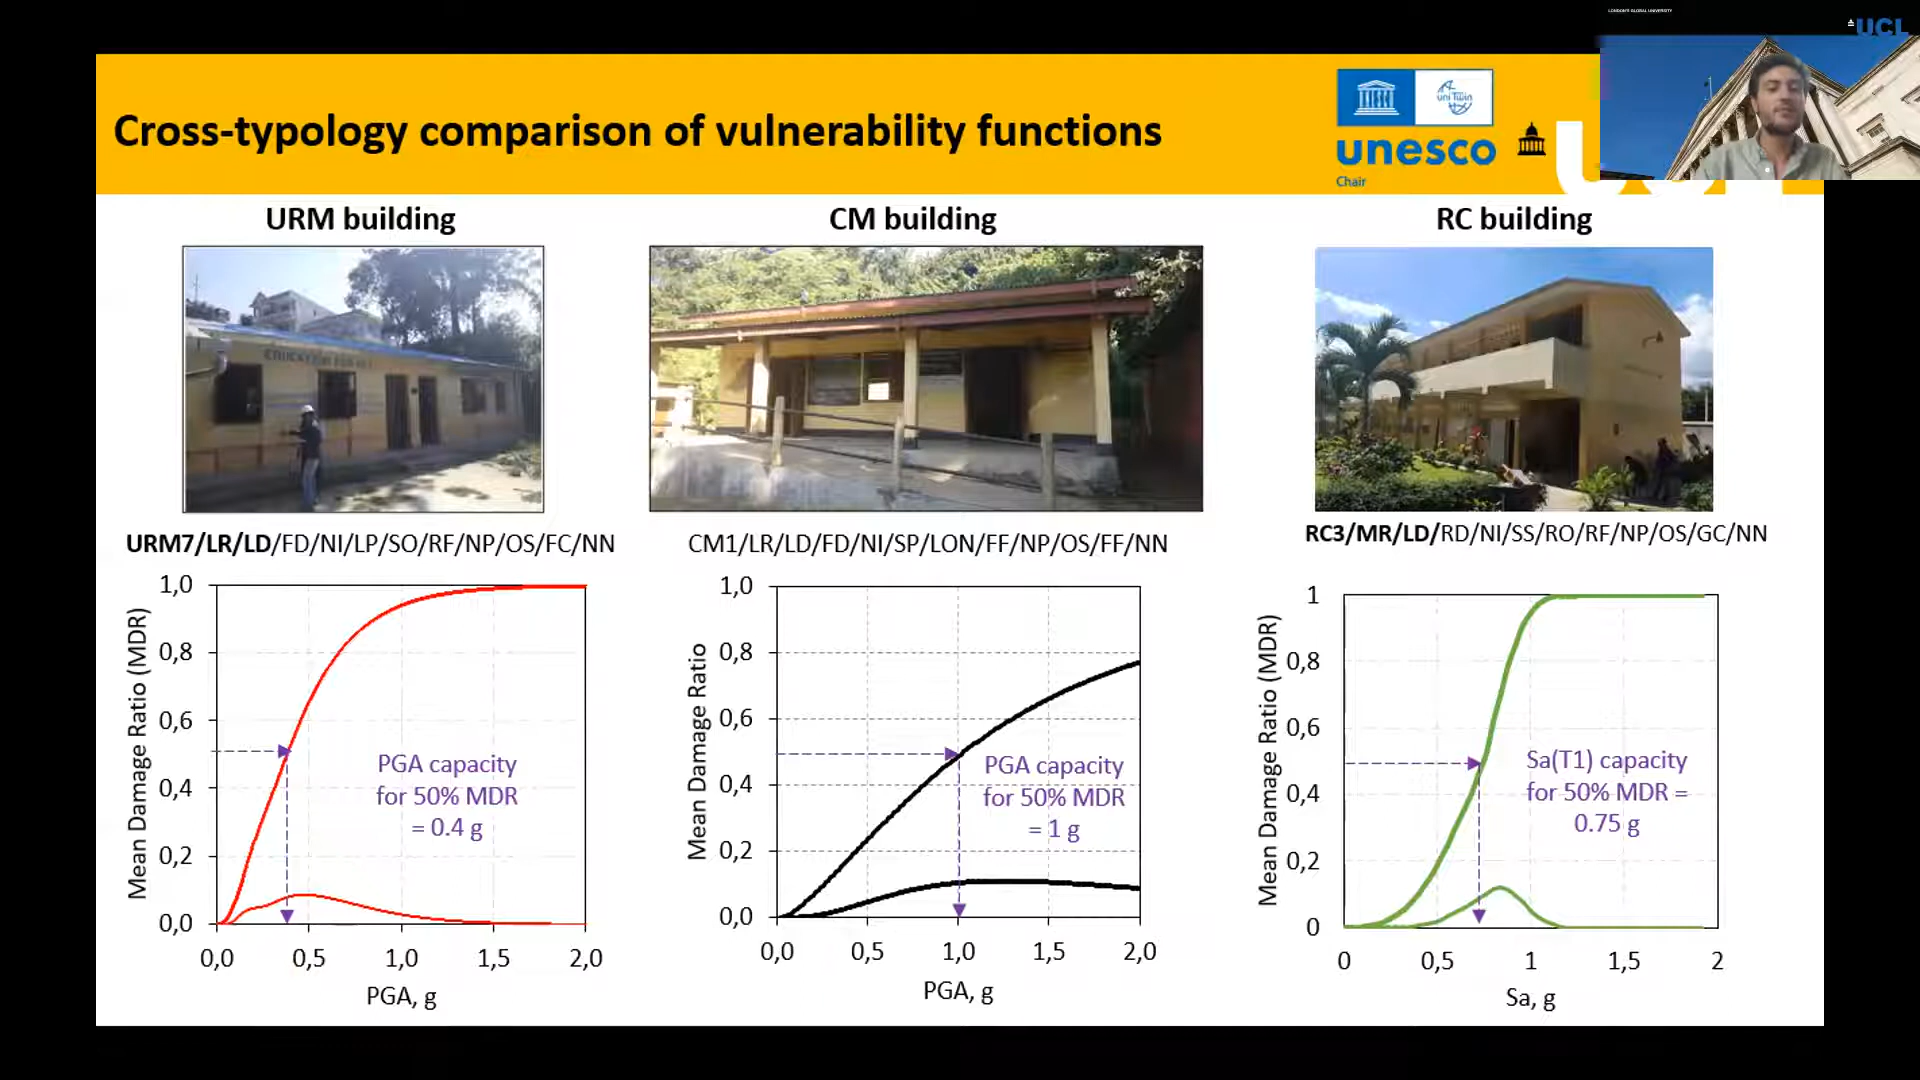 LONDON'S GLOBAL UNIVERSITY
UCL
Cross-typology comparison of vulnerability functions
uni Twin
unesco
Chair
URM building
CM building
RC building
URM7/LR/LD/FD/NI/LP/SO/RF/NP/OS/FC/NN
CM1/LR/LD/FD/NI/SP/LON/FF/NP/OS/FF/NN
RC3/MR/LD/RD/NI/SS/RO/RF/NP/OS/GC/NN
Mean Damage Ratio (MDR)
1,0
0,8
0,6
0,4
0,2
0,0
0,0 0,5 1,0 1,5 2,0
PGA, g
PGA capacity
for 50% MDR
= 0.4 g
Mean Damage Ratio
1,0
0,8
0,6
0,4
0,2
0,0
0,0 0,5 1,0 1,5 2,0
PGA, g
PGA capacity
for 50% MDR
= 1 g
Mean Damage Ratio (MDR)
1
0,8
0,6
0,4
0,2
0
0 0,5 1 1,5 2
Sa, g
Sa(T1) capacity
for 50% MDR =
0.75 g